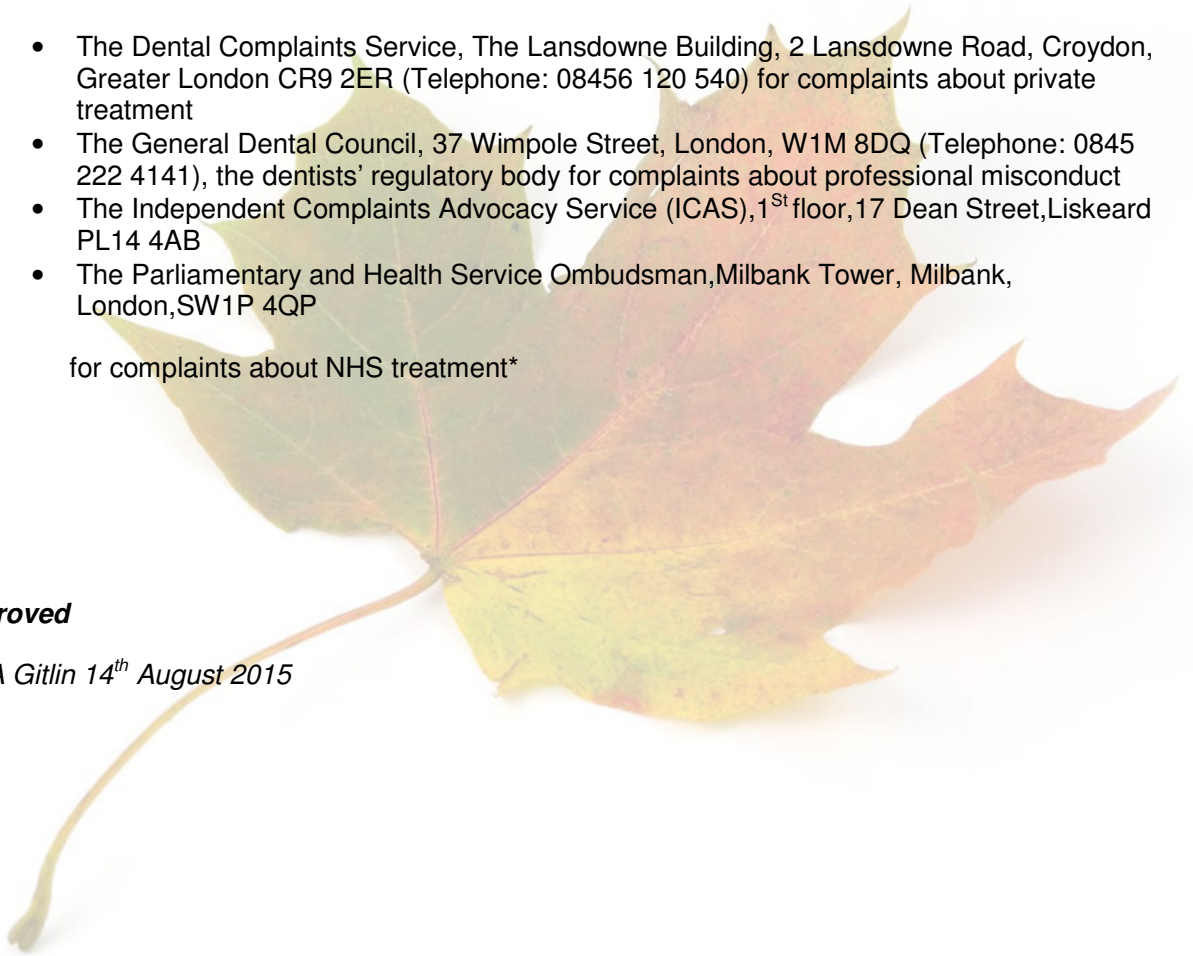 • The Dental Complaints Service, The Lansdowne Building, 2 Lansdowne Road, Croydon,
Greater London CR9 2ER (Telephone: 08456 120 540) for complaints about private
treatment
• The General Dental Council, 37 Wimpole Street, London, W1M 8DQ (Telephone: 0845
222 4141), the dentists’ regulatory body for complaints about professional misconduct
• The Independent Complaints Advocacy Service (ICAS),1St floor,17 Dean Street,Liskeard
PL14 4AB
• The Parliamentary and Health Service Ombudsman,Milbank Tower, Milbank,
London,SW1P 4QP
for complaints about NHS treatment*
roved
A Gitlin 14th August 2015